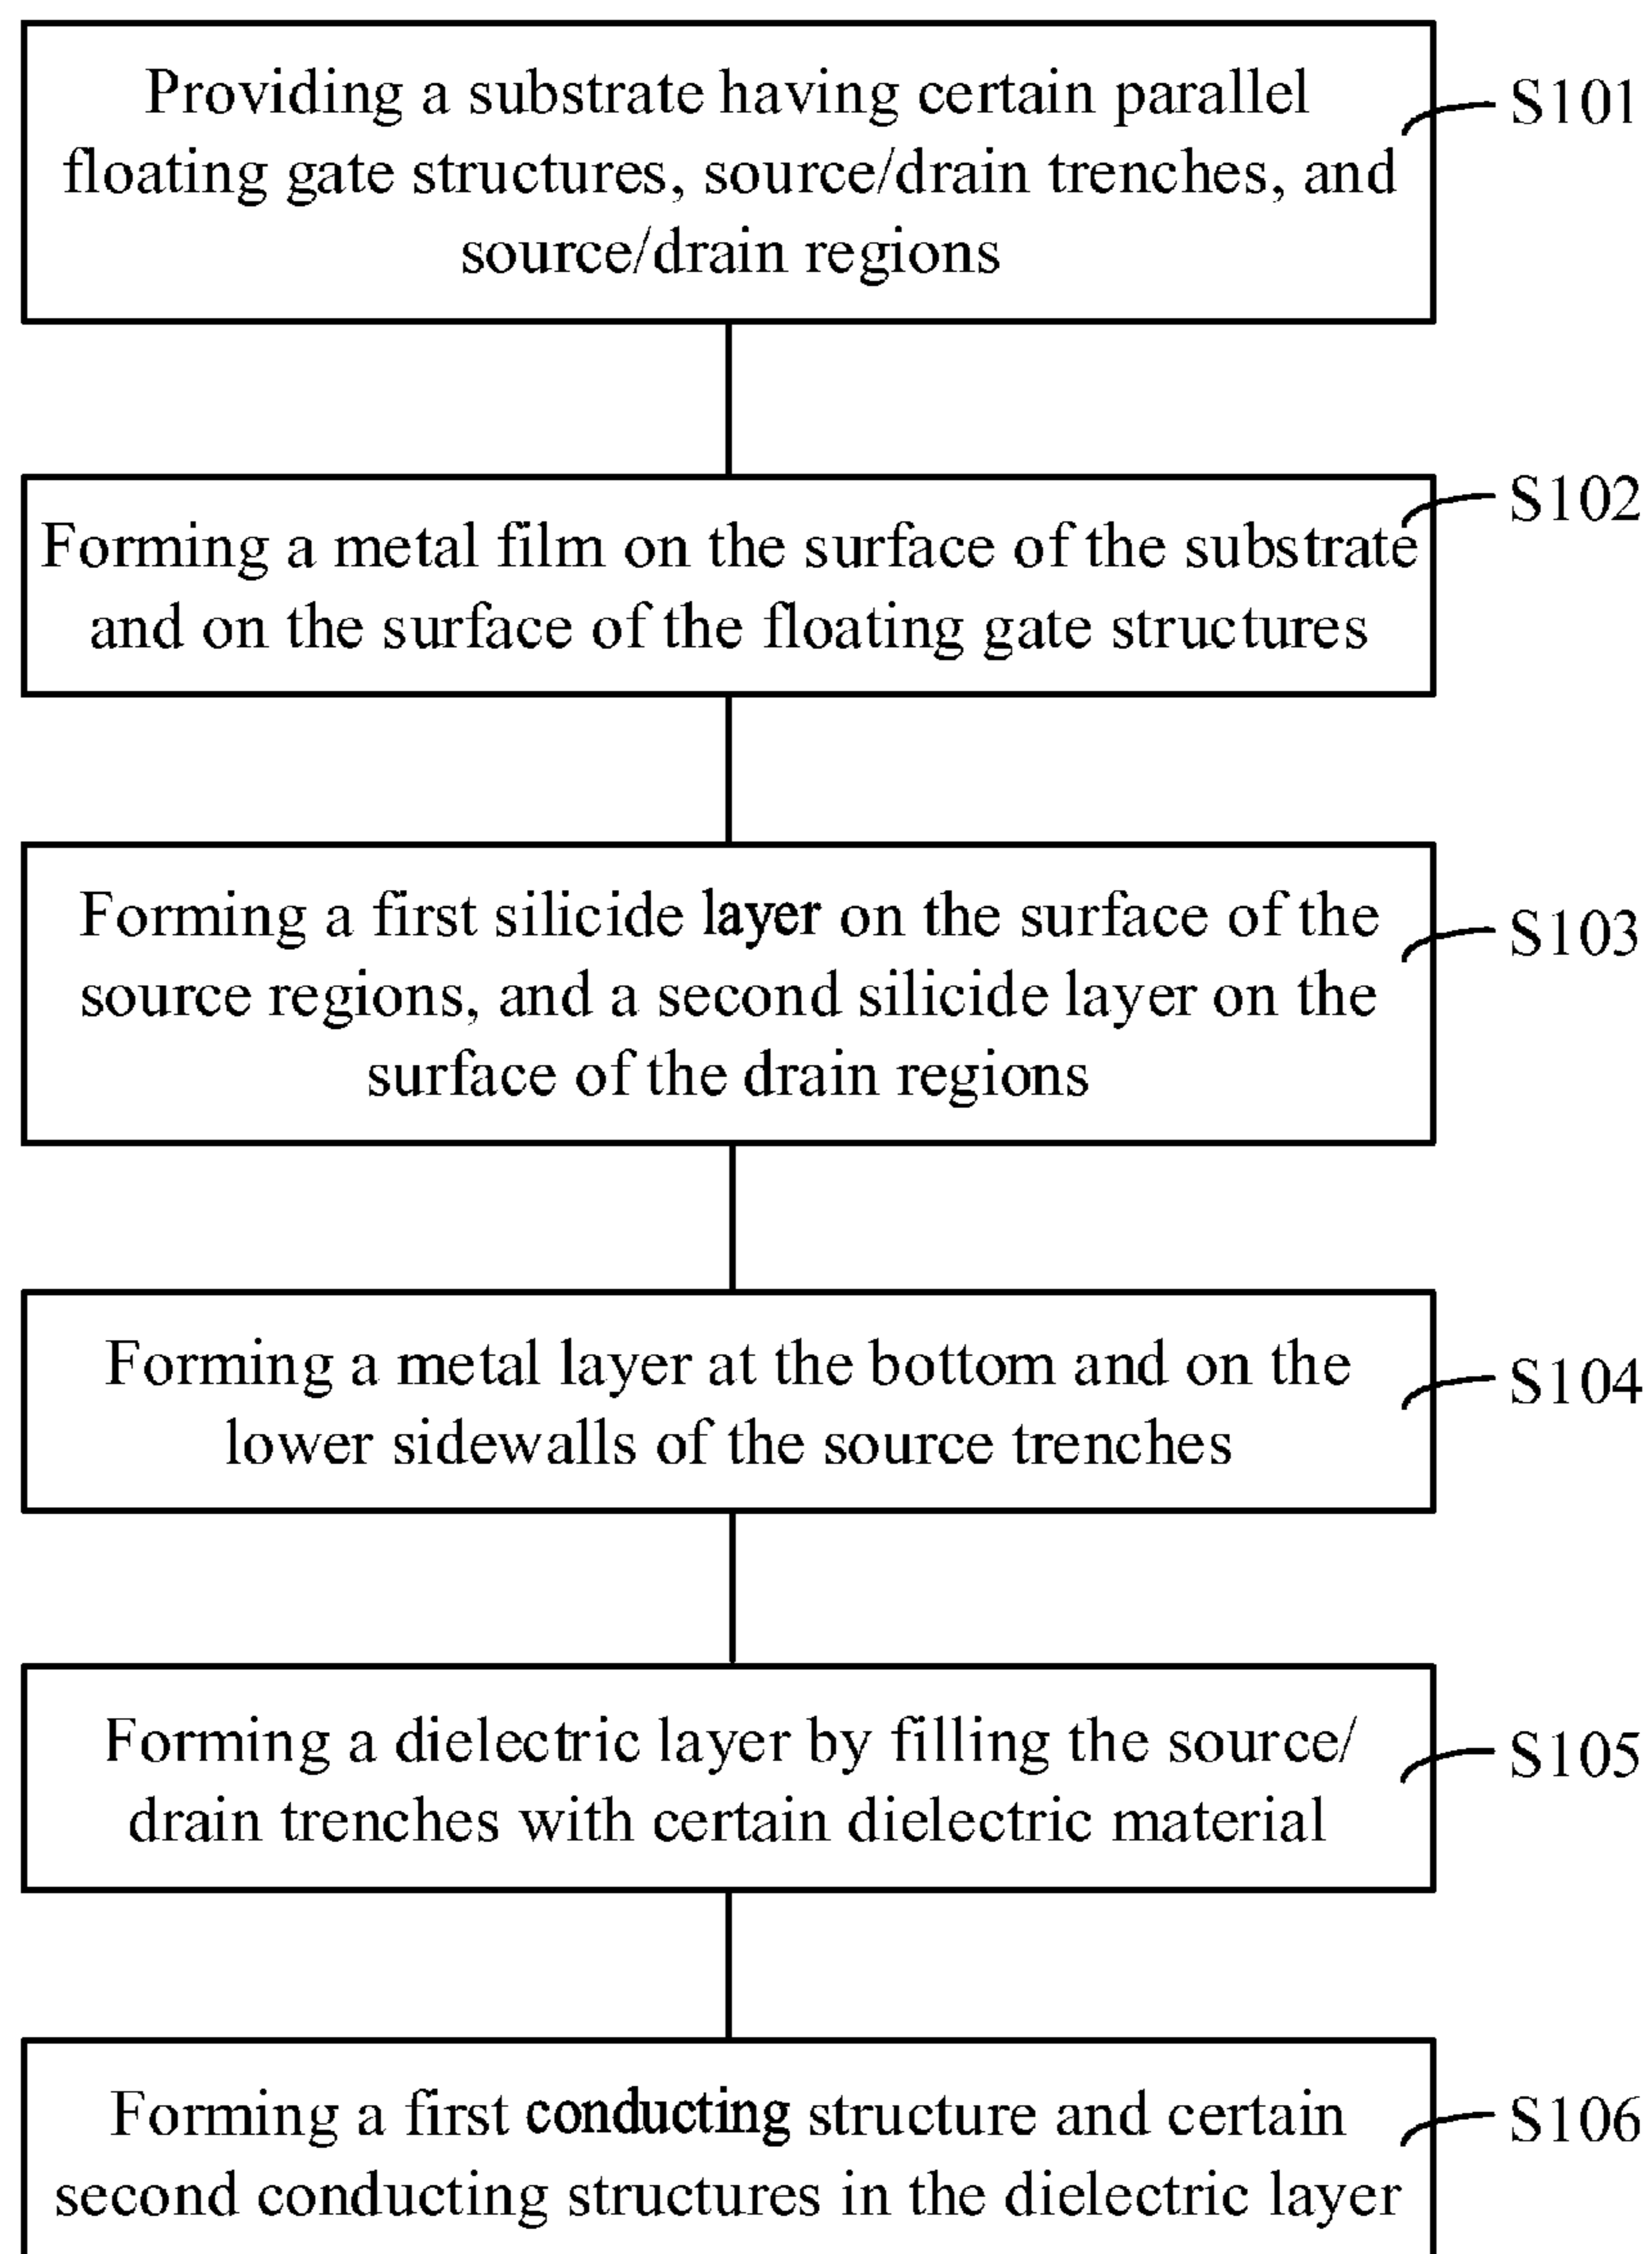 Providing a substrate having certain parallel
floating gate structures, source/drain trenches, and
source/drain regions
S101
Forming a metal film on the surface of the substrate
and on the surface of the floating gate structures
S102
Forming a first silicide layer on the surface of the
source regions, and a second silicide layer on the
surface of the drain regions
S103
Forming a metal layer at the bottom and on the
lower sidewalls of the source trenches
S104
Forming a dielectric layer by filling the source/
drain trenches with certain dielectric material
S105
Forming a first conducting structure and certain
second conducting structures in the dielectric layer
S106